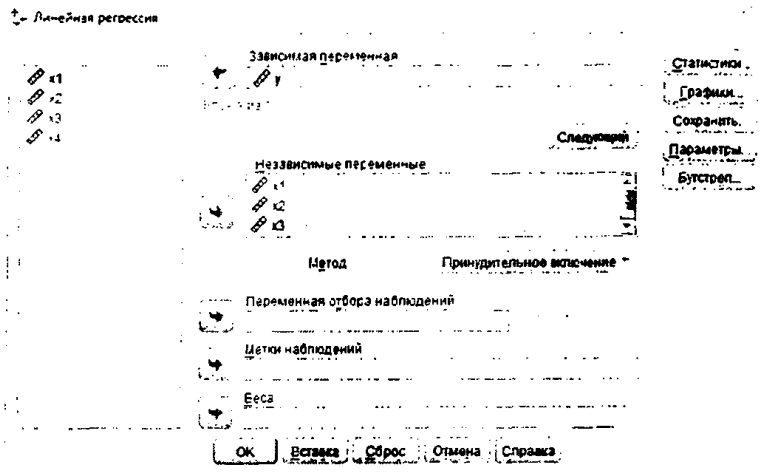 Линейная регрессия
x1
x2
x3
x4
Зависимая переменная
y
Следующий
Независимые переменные
x1
x2
x3
Метод
Принудительное включение
Переменная отбора наблюдений
Метки наблюдений
Веса
OK
Вставка
Сброс
Отмена
Справка
Статистики...
Графики...
Сохранить...
Параметры...
Бутстреп...